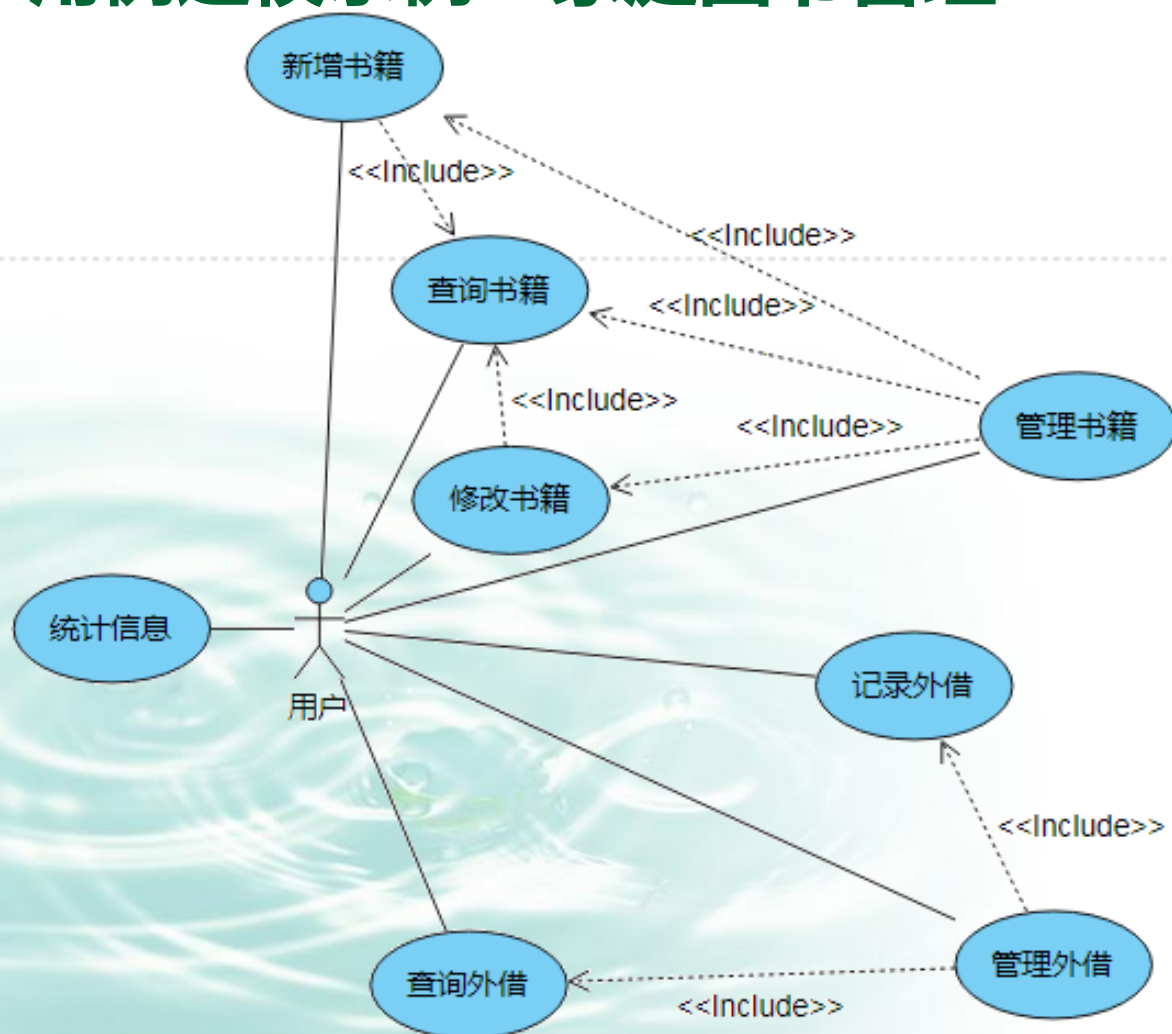 新增书籍
<<Include>>
<<Include>>
查询书籍
<<Include>>
<<Include>>
<<Include>>
管理书籍
修改书籍
统计信息
用户
记录外借
<<Include>>
查询外借
管理外借
<<Include>>